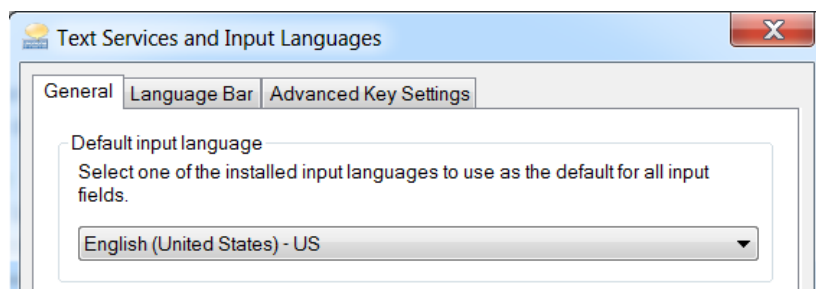 Text Services and Input Languages
General Language Bar Advanced Key Settings
Default input language
Select one of the installed input languages to use as the default for all input
fields.
English (United States) - US